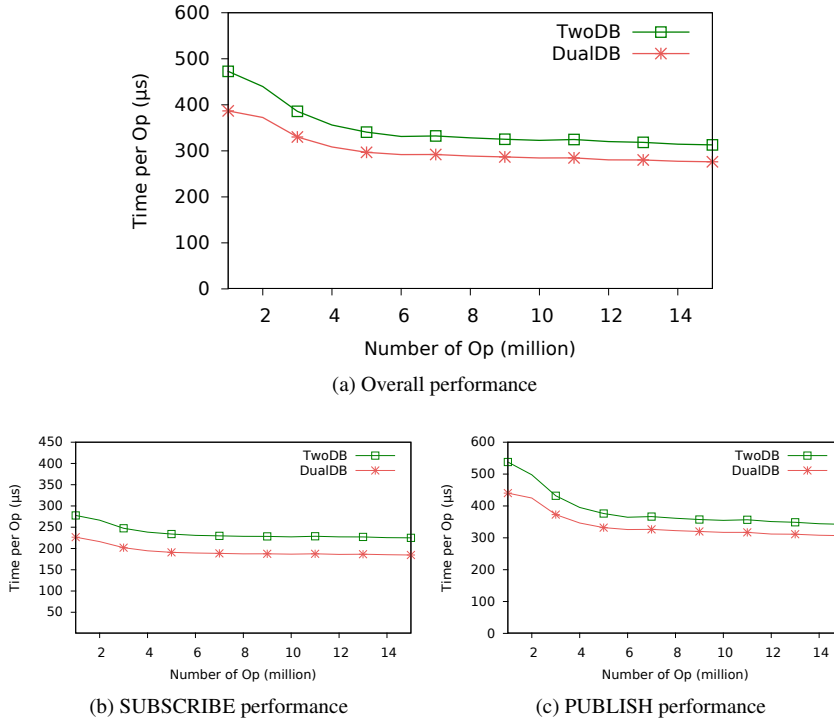 600
500
400
300
200
100
0
Time per Op (µs)
TwoDB
DualDB
2 4 6 8 10 12 14
Number of Op (million)
(a) Overall performance
450
400
350
300
250
200
150
100
50
Time per Op (µs)
TwoDB
DualDB
2 4 6 8 10 12 14
Number of Op (million)
(b) SUBSCRIBE performance
600
500
400
300
200
100
0
Time per Op (µs)
TwoDB
DualDB
2 4 6 8 10 12 14
Number of Op (million)
(c) PUBLISH performance